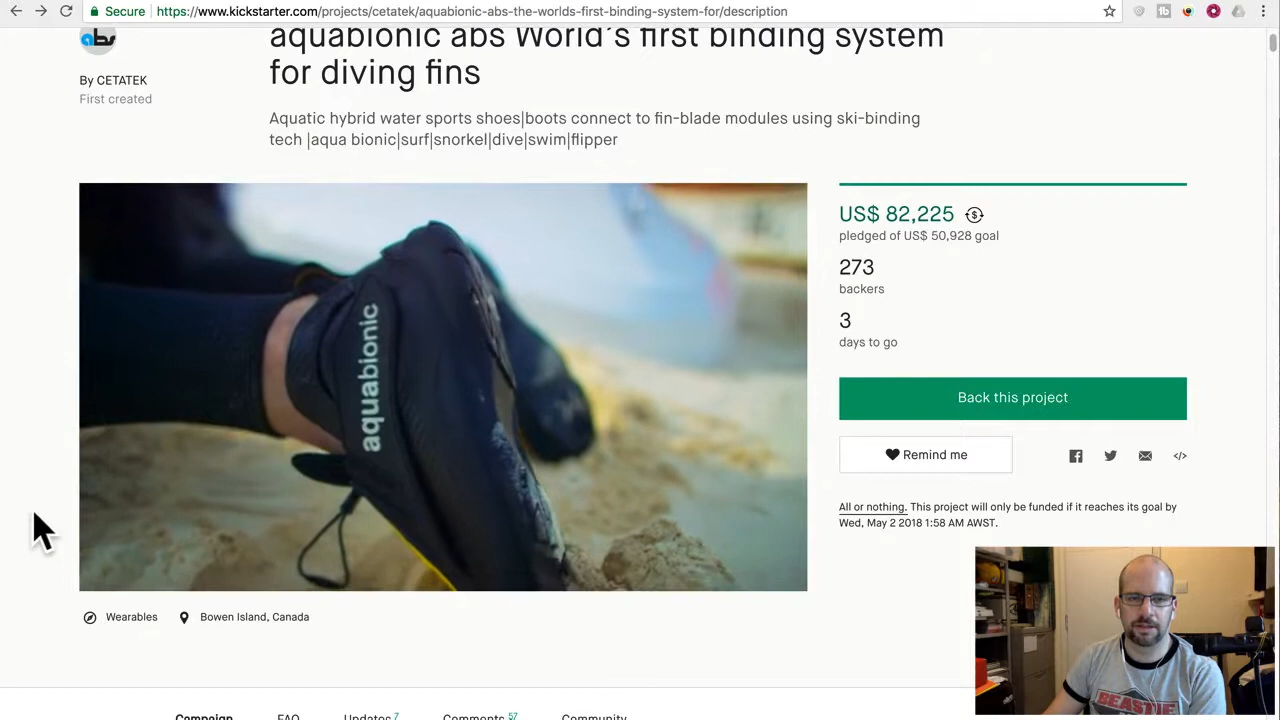 Secure
https://www.kickstarter.com/projects/cetatek/aquabionic-abs-the-worlds-first-binding-system-for/description
abs
aquabionic abs World's first binding system
for diving fins
By CETATEK
First created
Aquatic hybrid water sports shoes|boots connect to fin-blade modules using ski-binding
tech |aqua bionic|surf|snorkel|dive|swim|flipper
aquabionic
US$ 82,225
pledged of US$ 50,928 goal
273
backers
3
days to go
Back this project
Remind me
All or nothing. This project will only be funded if it reaches its goal by
Wed, May 2 2018 1:58 AM AWST.
Wearables
Bowen Island, Canada
BEASTIE
Campaign
FAQ
Updates 7
Comments 57
Community